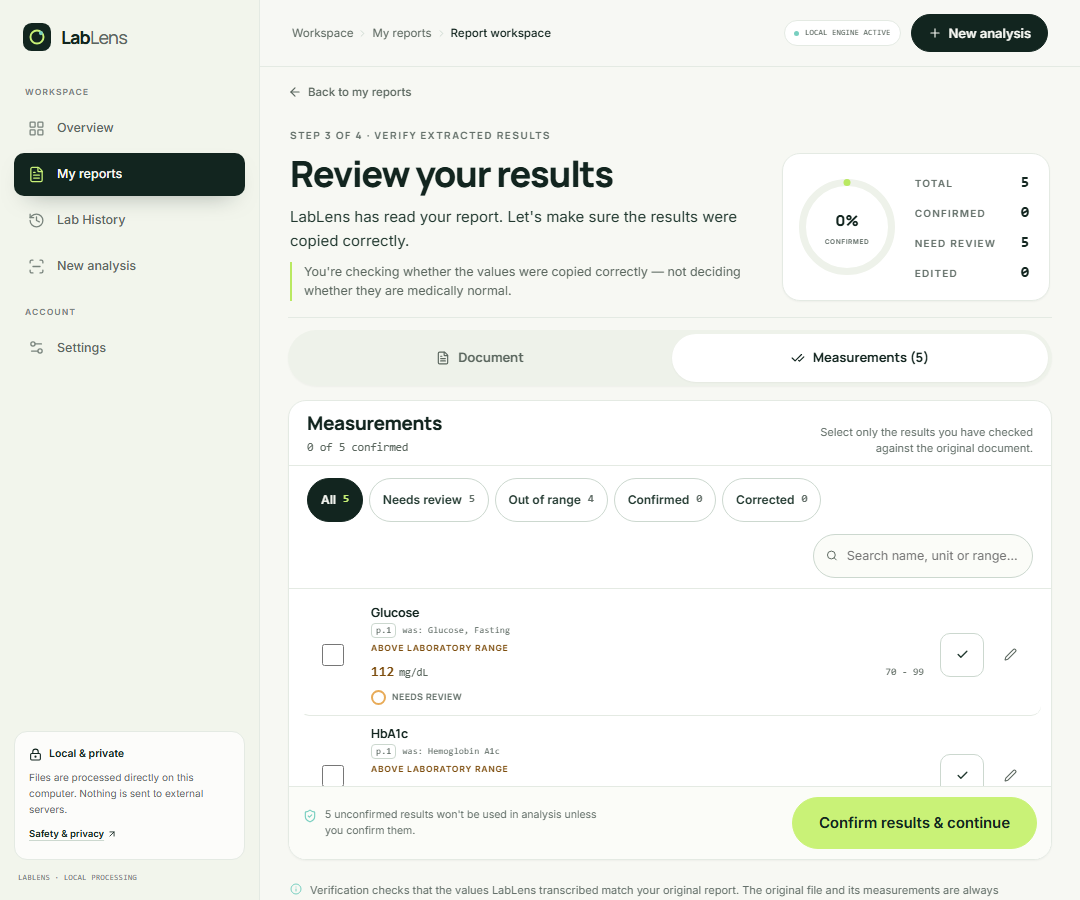 LabLens
WORKSPACE
Overview
My reports
Lab History
New analysis
ACCOUNT
Settings
Local & private
Files are processed directly on this
computer. Nothing is sent to external
servers.
Safety & privacy
LABLENS · LOCAL PROCESSING
Workspace › My reports › Report workspace
LOCAL ENGINE ACTIVE
+ New analysis
Back to my reports
STEP 3 OF 4 · VERIFY EXTRACTED RESULTS
Review your results
LabLens has read your report. Let's make sure the results were
copied correctly.
You're checking whether the values were copied correctly — not deciding
whether they are medically normal.
0%
CONFIRMED
TOTAL 5
CONFIRMED 0
NEED REVIEW 5
EDITED 0
Document
Measurements (5)
Measurements
0 of 5 confirmed
Select only the results you have checked
against the original document.
All 5
Needs review 5
Out of range 4
Confirmed 0
Corrected 0
Search name, unit or range...
Glucose
p.1 was: Glucose, Fasting
ABOVE LABORATORY RANGE
112 mg/dL
70 - 99
NEEDS REVIEW
HbA1c
p.1 was: Hemoglobin A1c
ABOVE LABORATORY RANGE
5 unconfirmed results won't be used in analysis unless
you confirm them.
Confirm results & continue
Verification checks that the values LabLens transcribed match your original report. The original file and its measurements are always